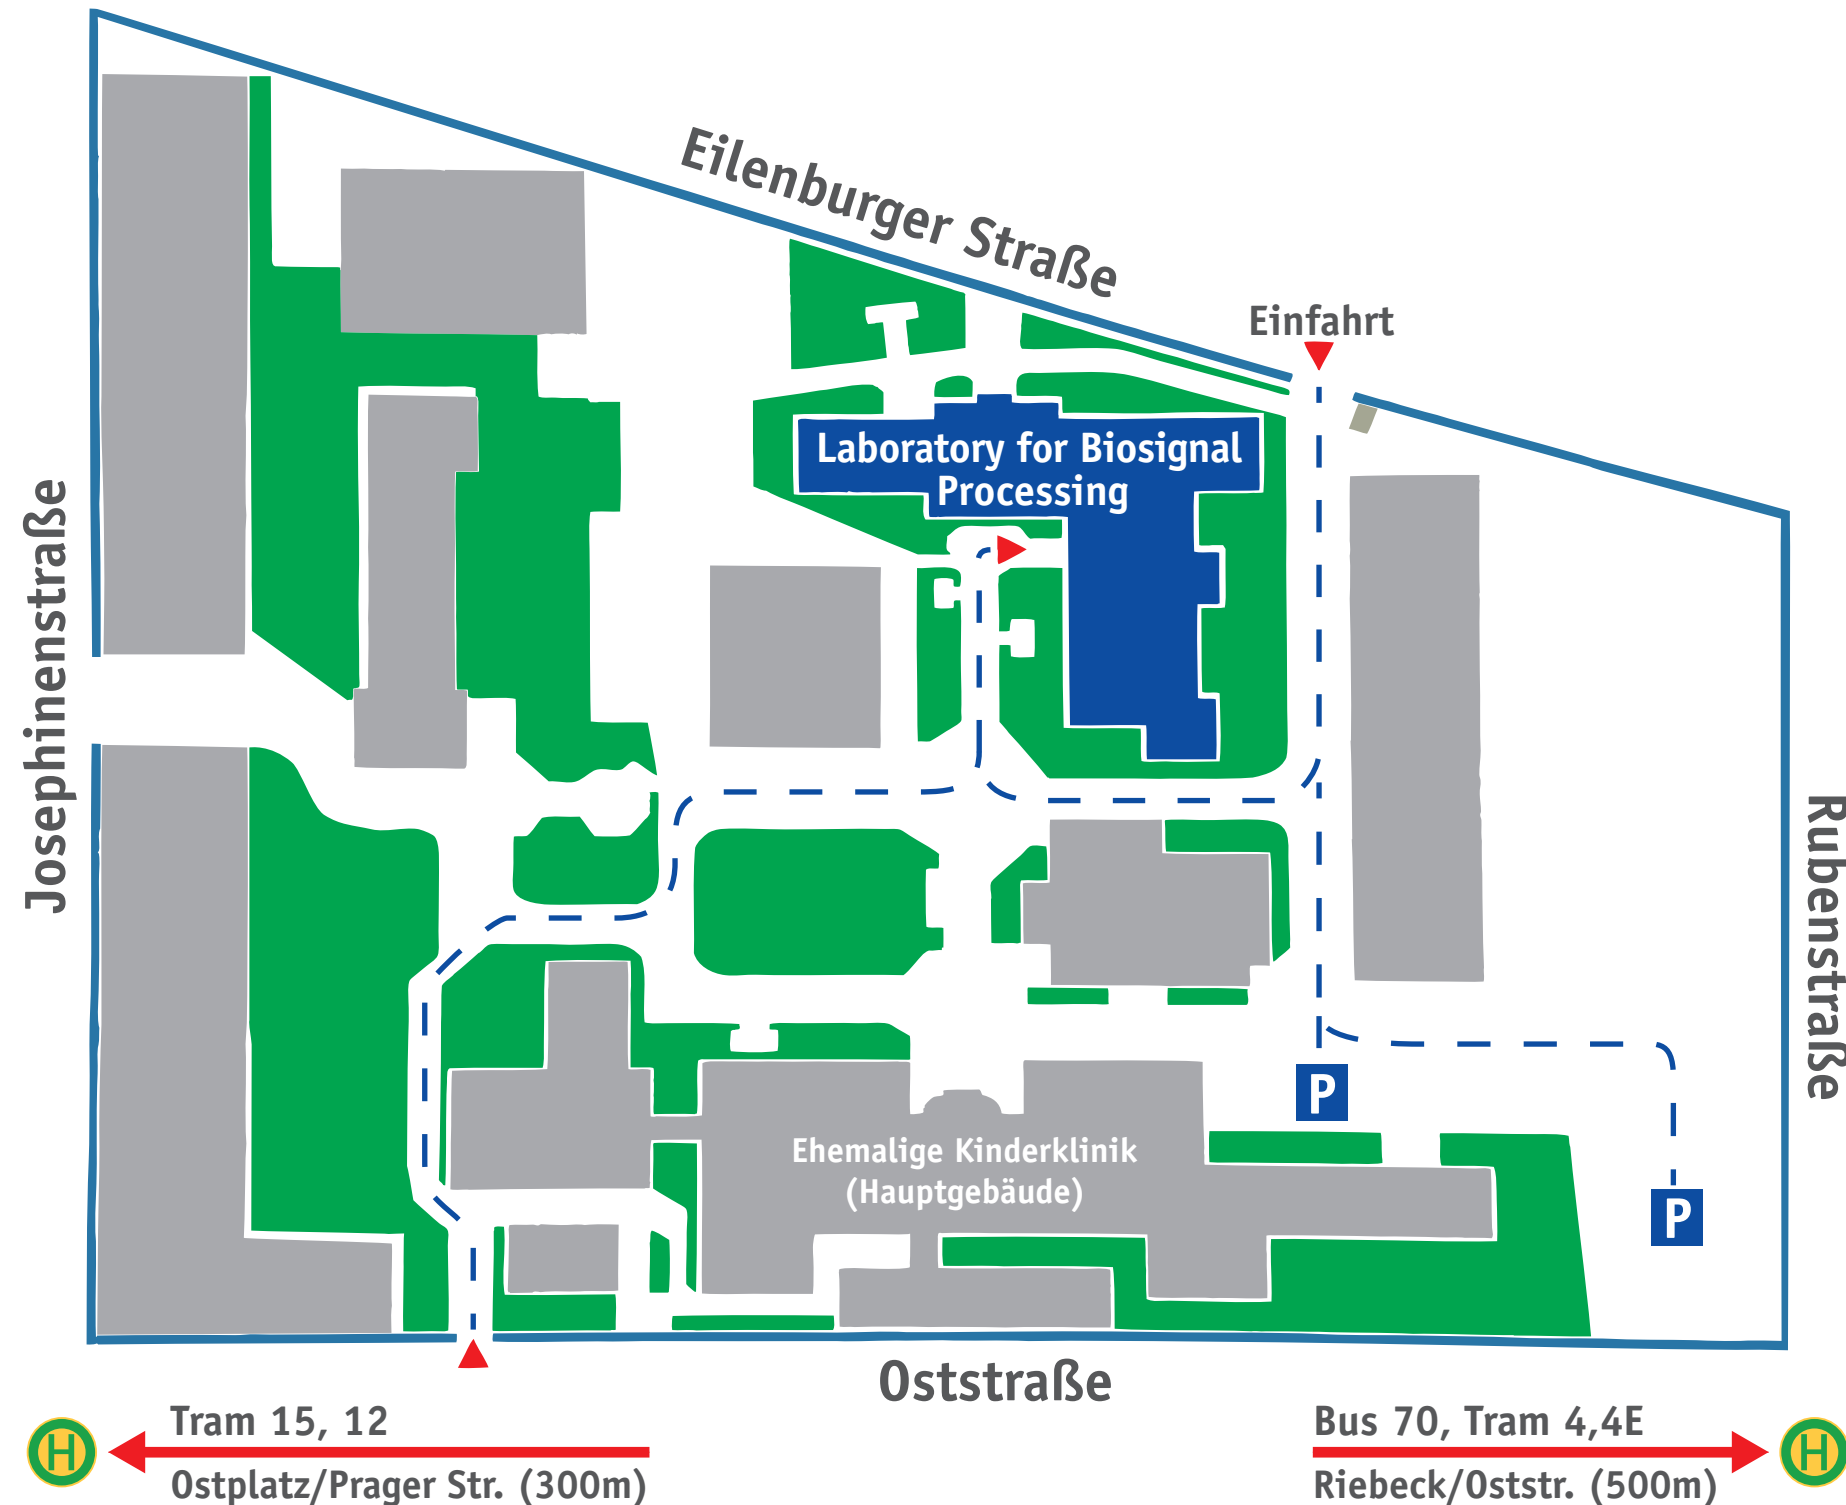 Eilenburger Straße
Einfahrt
Laboratory for Biosignal
Processing
Josephinenstraße
Rubenstraße
P
Ehemalige Kinderklinik
(Hauptgebäude)
P
Oststraße
Tram 15, 12
H
Ostplatz/Prager Str. (300m)
Bus 70, Tram 4,4E
H
Riebeck/Oststr. (500m)